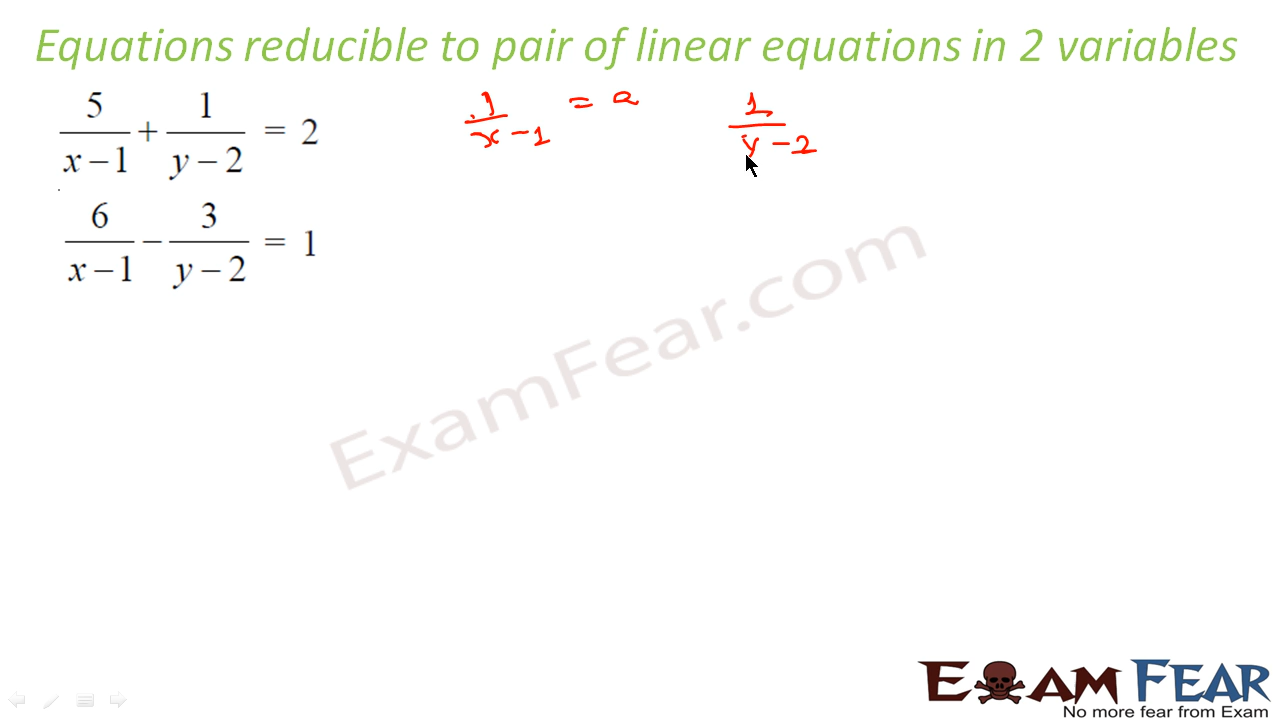 Equations reducible to pair of linear equations in 2 variables
5/(x – 1) + 1/(y – 2) = 2
1/(x – 1) = a
1/(y – 2)
6/(x – 1) – 3/(y – 2) = 1
ExamFear.com
EXAM FEAR
No more fear from Exam